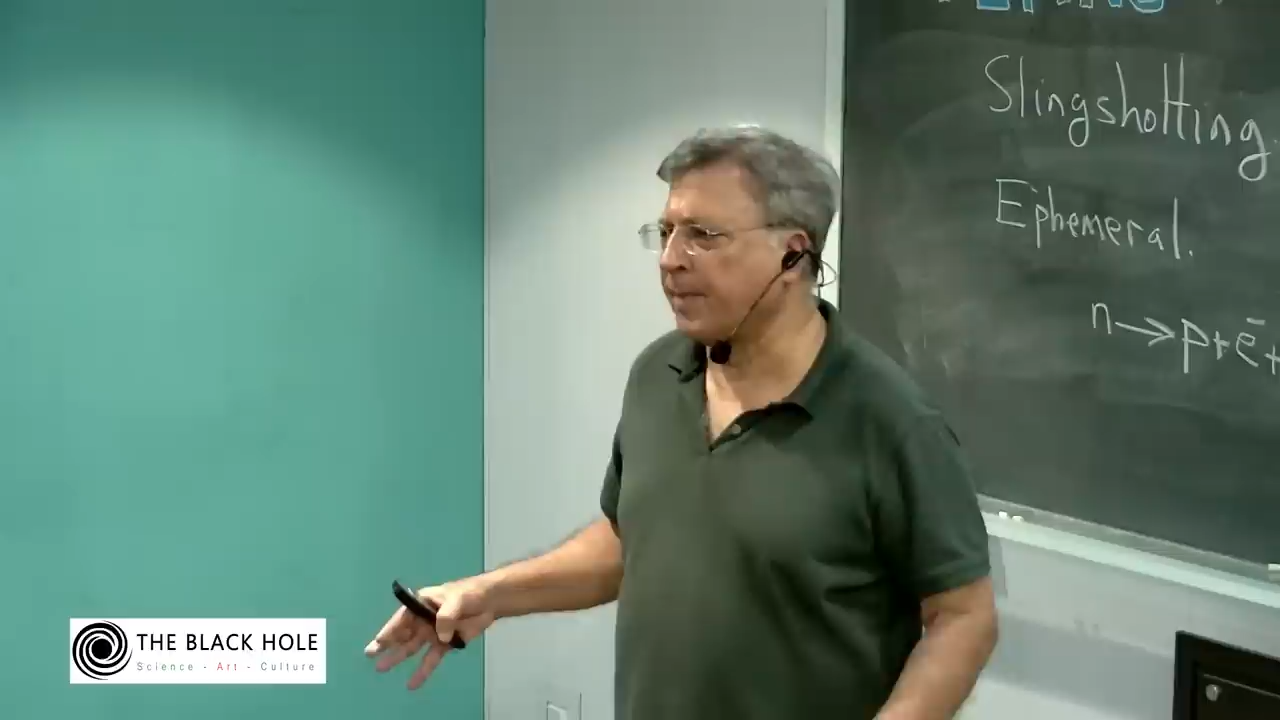 Slingshotting.
Ephemeral.
n → p + ē +
THE BLACK HOLE
Science - Art - Culture